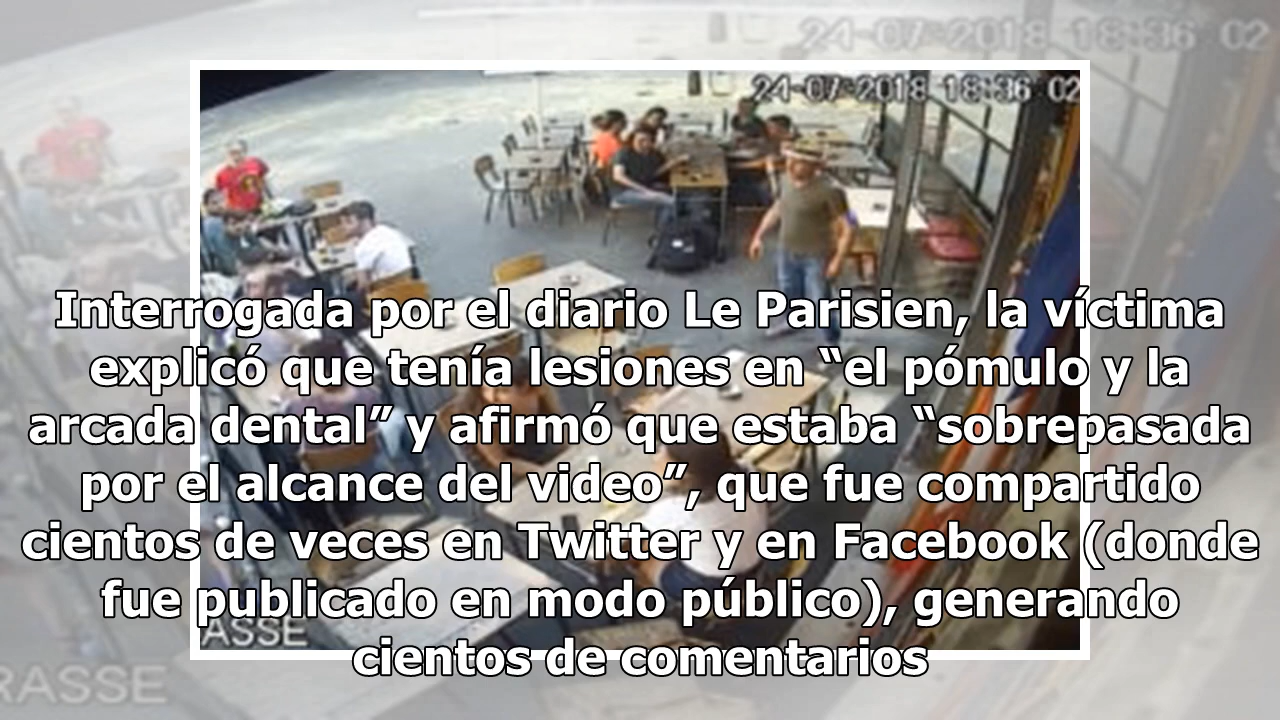 24-07-2018 18:36 02
24-07-2018 18:36 02
Interrogada por el diario Le Parisien, la víctima
explicó que tenía lesiones en “el pómulo y la
arcada dental” y afirmó que estaba “sobrepasada
por el alcance del video”, que fue compartido
cientos de veces en Twitter y en Facebook (donde
fue publicado en modo público), generando
cientos de comentarios
RASSE
RASSE